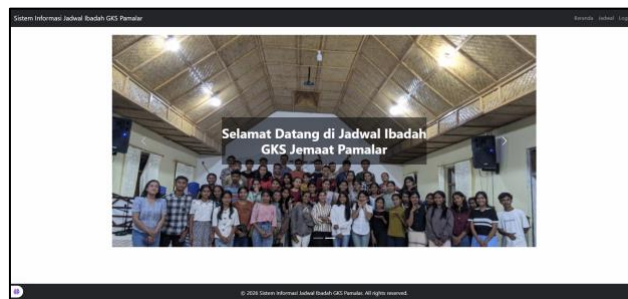 Sistem Informasi Jadwal Ibadah GKS Pamalar
Beranda Jadwal
Selamat Datang di Jadwal Ibadah
GKS Jemaat Pamalar
© 2026 Sistem Informasi Jadwal Ibadah GKS Pamalar. All rights reserved.